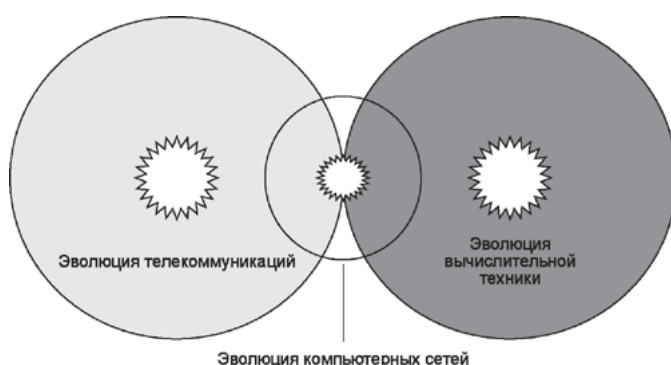 Эволюция телекоммуникаций
Эволюция
вычислительной
техники
Эволюция компьютерных сетей